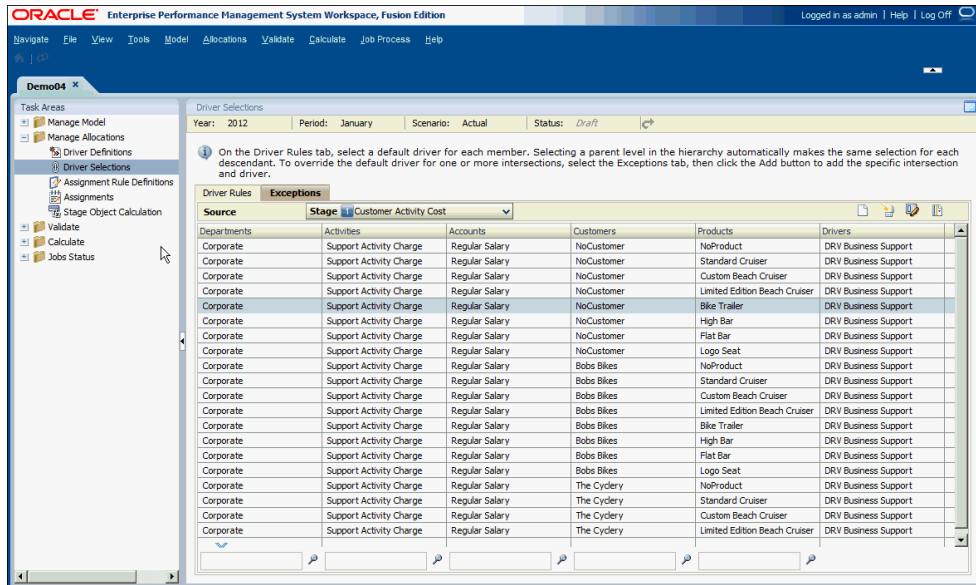 ORACLE Enterprise Performance Management System Workspace, Fusion Edition
Logged in as admin | Help | Log Off
Navigate File View Tools Model Allocations Validate Calculate Job Process Help
Demo04 ×
Task Areas
Manage Model
Manage Allocations
Driver Definitions
Driver Selections
Assignment Rule Definitions
Assignments
Stage Object Calculation
Validate
Calculate
Jobs Status
Driver Selections
Year: 2012 Period: January Scenario: Actual Status: Draft
On the Driver Rules tab, select a default driver for each member. Selecting a parent level in the hierarchy automatically makes the same selection for each
descendant. To override the default driver for one or more intersections, select the Exceptions tab, then click the Add button to add the specific intersection
and driver.
Driver Rules Exceptions
Source Stage Customer Activity Cost
Departments Activities Accounts Customers Products Drivers
Corporate Support Activity Charge Regular Salary NoCustomer NoProduct DRV Business Support
Corporate Support Activity Charge Regular Salary NoCustomer Standard Cruiser DRV Business Support
Corporate Support Activity Charge Regular Salary NoCustomer Custom Beach Cruiser DRV Business Support
Corporate Support Activity Charge Regular Salary NoCustomer Limited Edition Beach Cruiser DRV Business Support
Corporate Support Activity Charge Regular Salary NoCustomer Bike Trailer DRV Business Support
Corporate Support Activity Charge Regular Salary NoCustomer High Bar DRV Business Support
Corporate Support Activity Charge Regular Salary NoCustomer Flat Bar DRV Business Support
Corporate Support Activity Charge Regular Salary NoCustomer Logo Seat DRV Business Support
Corporate Support Activity Charge Regular Salary Bobs Bikes NoProduct DRV Business Support
Corporate Support Activity Charge Regular Salary Bobs Bikes Standard Cruiser DRV Business Support
Corporate Support Activity Charge Regular Salary Bobs Bikes Custom Beach Cruiser DRV Business Support
Corporate Support Activity Charge Regular Salary Bobs Bikes Limited Edition Beach Cruiser DRV Business Support
Corporate Support Activity Charge Regular Salary Bobs Bikes Bike Trailer DRV Business Support
Corporate Support Activity Charge Regular Salary Bobs Bikes High Bar DRV Business Support
Corporate Support Activity Charge Regular Salary Bobs Bikes Flat Bar DRV Business Support
Corporate Support Activity Charge Regular Salary Bobs Bikes Logo Seat DRV Business Support
Corporate Support Activity Charge Regular Salary The Cyclery NoProduct DRV Business Support
Corporate Support Activity Charge Regular Salary The Cyclery Standard Cruiser DRV Business Support
Corporate Support Activity Charge Regular Salary The Cyclery Custom Beach Cruiser DRV Business Support
Corporate Support Activity Charge Regular Salary The Cyclery Limited Edition Beach Cruiser DRV Business Support